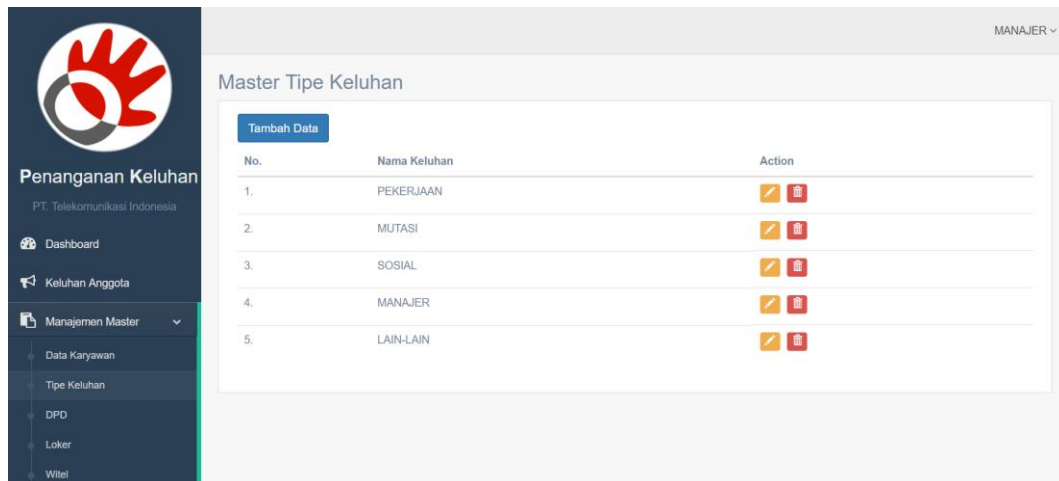 MANAJER
Master Tipe Keluhan
Tambah Data
No. Nama Keluhan Action
1. PEKERJAAN
2. MUTASI
3. SOSIAL
4. MANAJER
5. LAIN-LAIN
Penanganan Keluhan
PT. Telekomunikasi Indonesia
Dashboard
Keluhan Anggota
Manajemen Master
Data Karyawan
Tipe Keluhan
DPD
Loker
Witel